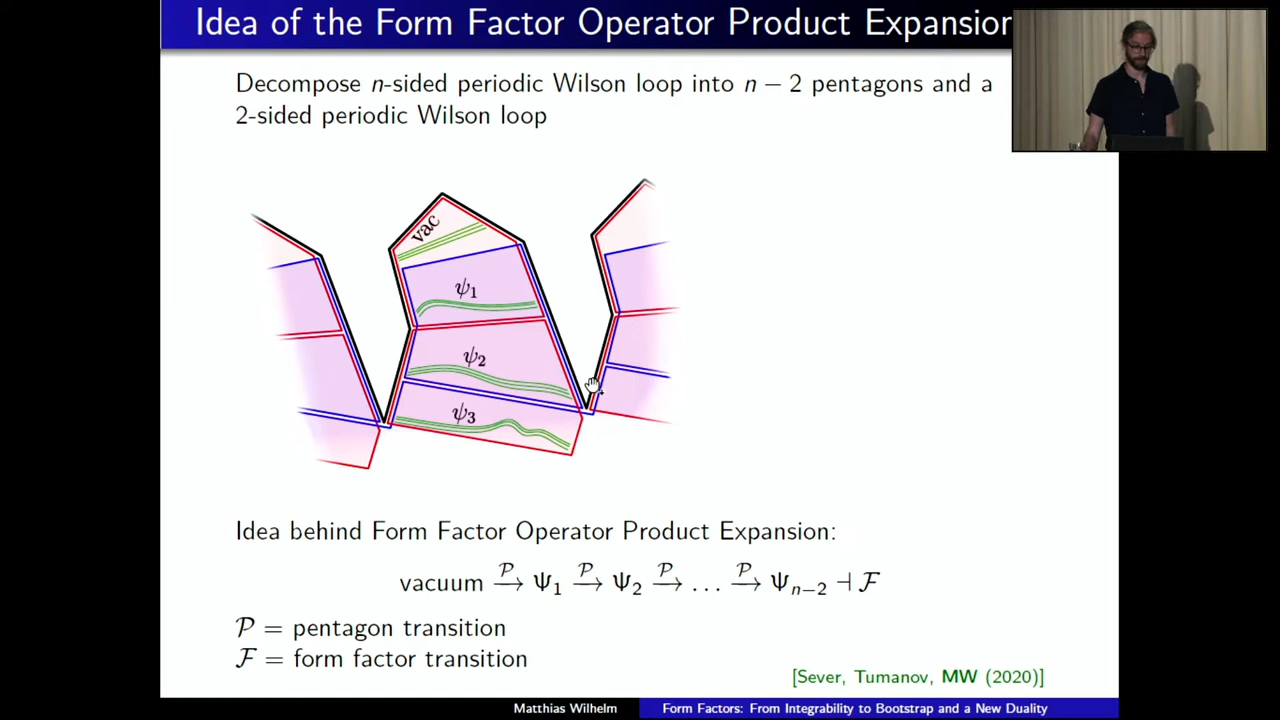 Idea of the Form Factor Operator Product Expansion
Decompose n-sided periodic Wilson loop into n − 2 pentagons and a
2-sided periodic Wilson loop
vac
ψ1
ψ2
ψ3
Idea behind Form Factor Operator Product Expansion:
vacuum →^𝒫 Ψ₁ →^𝒫 Ψ₂ →^𝒫 … →^𝒫 Ψₙ₋₂ ⊣ ℱ
𝒫 = pentagon transition
ℱ = form factor transition
[Sever, Tumanov, MW (2020)]
Matthias Wilhelm Form Factors: From Integrability to Bootstrap and a New Duality